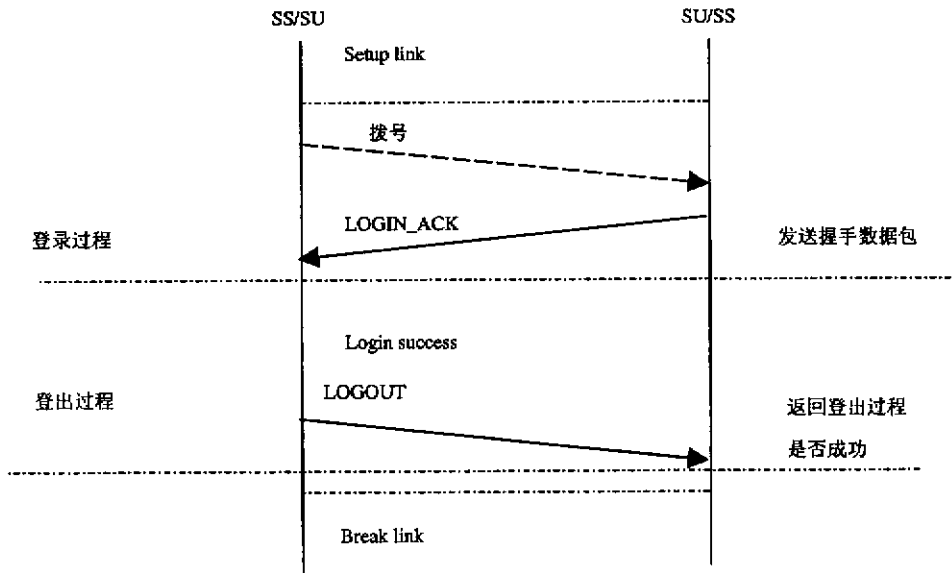 SS/SU
SU/SS
Setup link
拨号
LOGIN_ACK
登录过程
发送握手数据包
Login success
LOGOUT
登出过程
返回登出过程
是否成功
Break link